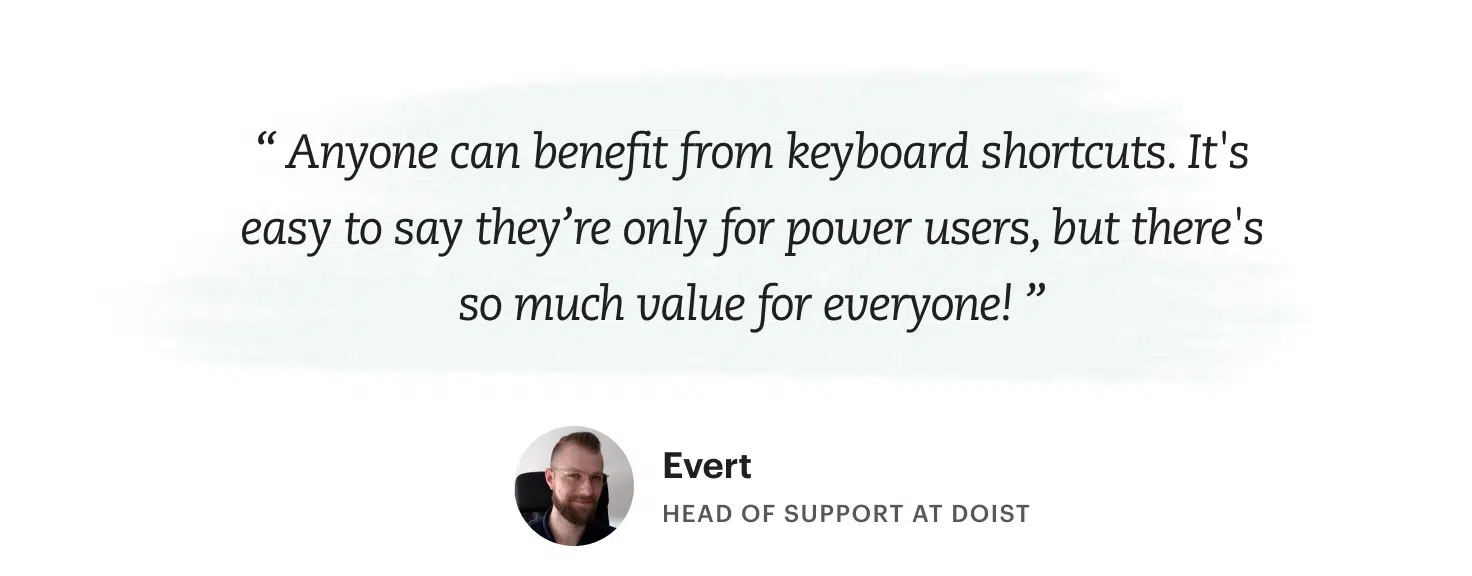 “ Anyone can benefit from keyboard shortcuts. It's
easy to say they’re only for power users, but there's
so much value for everyone! ”
Evert
HEAD OF SUPPORT AT DOIST